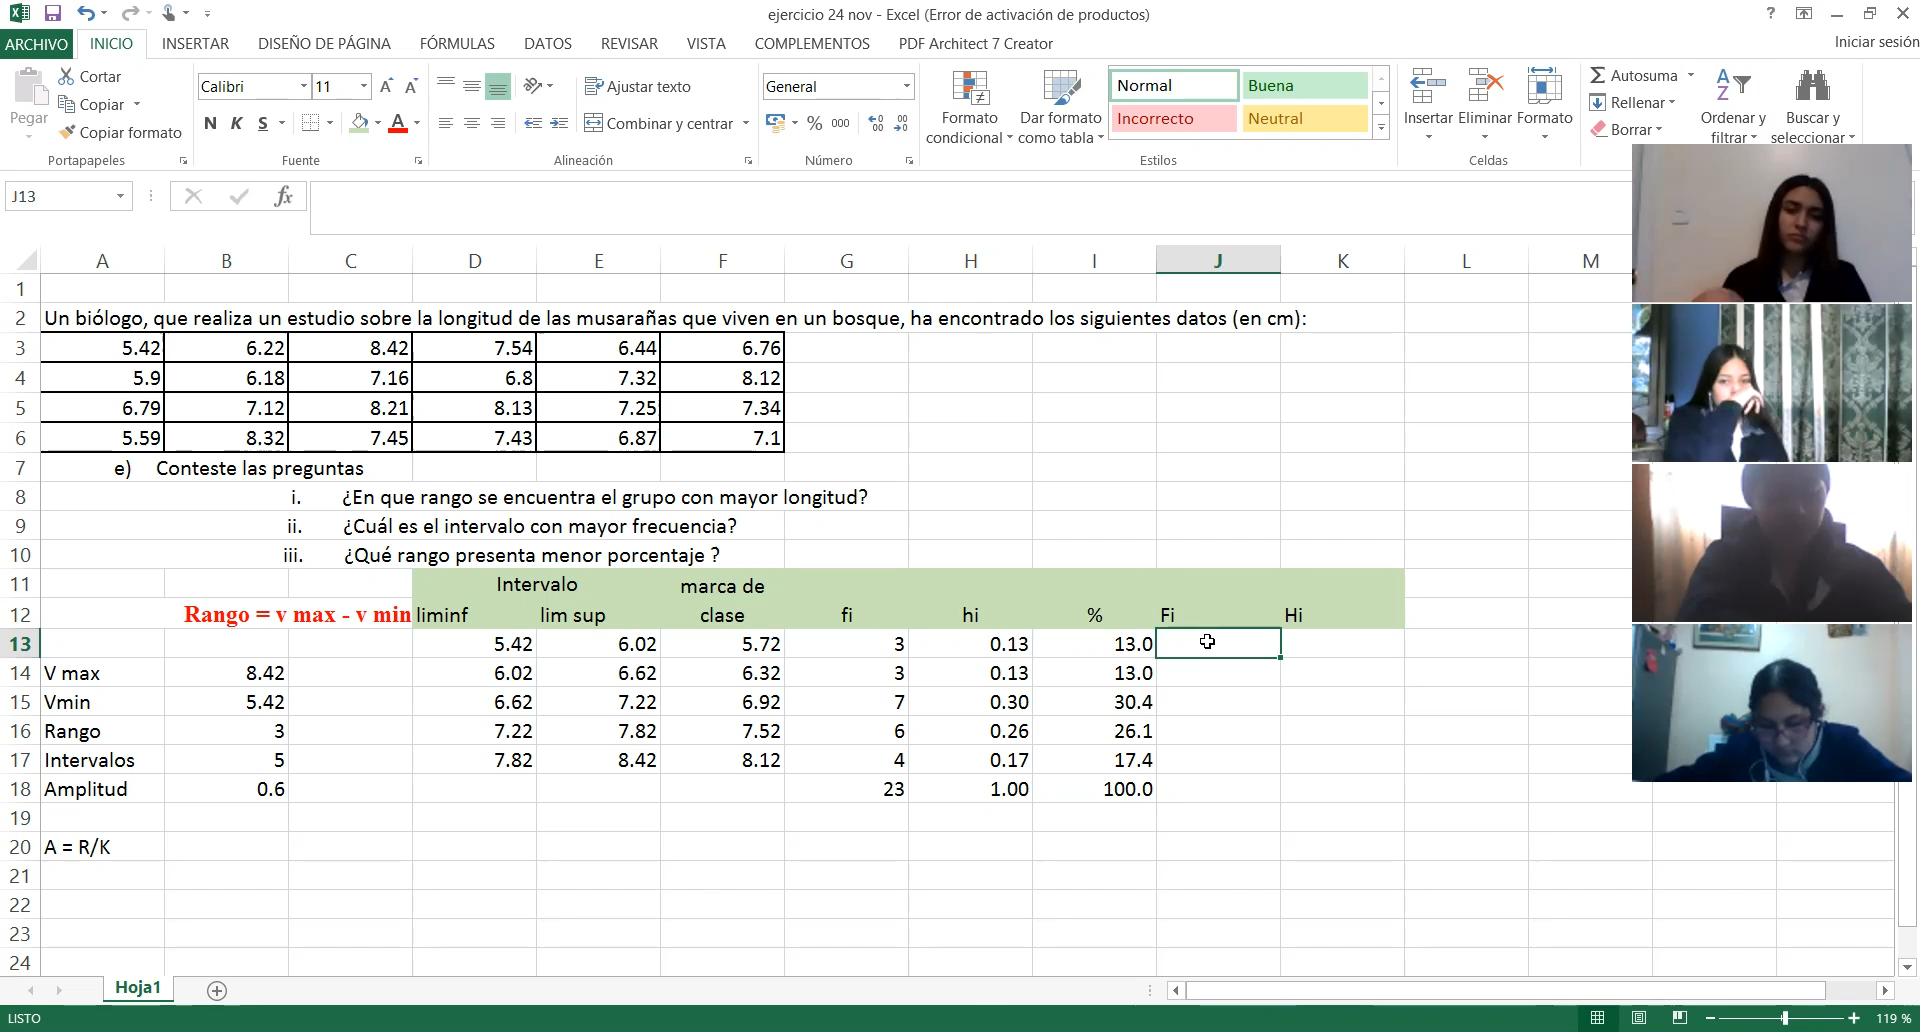 ejercicio 24 nov - Excel (Error de activación de productos)
ARCHIVO INICIO INSERTAR DISEÑO DE PÁGINA FÓRMULAS DATOS REVISAR VISTA COMPLEMENTOS PDF Architect 7 Creator Iniciar sesión
Pegar
Cortar
Copiar
Copiar formato
Portapapeles
Calibri 11
N K S
Fuente
Ajustar texto
Combinar y centrar
Alineación
General
% 000
Número
Formato condicional
Dar formato como tabla
Normal Buena
Incorrecto Neutral
Estilos
Insertar Eliminar Formato
Celdas
Autosuma
Rellenar
Borrar
Ordenar y filtrar
Buscar y seleccionar
J13 fx
A B C D E F G H I J K L M
1
2 Un biólogo, que realiza un estudio sobre la longitud de las musarañas que viven en un bosque, ha encontrado los siguientes datos (en cm):
3 5.42 6.22 8.42 7.54 6.44 6.76
4 5.9 6.18 7.16 6.8 7.32 8.12
5 6.79 7.12 8.21 8.13 7.25 7.34
6 5.59 8.32 7.45 7.43 6.87 7.1
7 e) Conteste las preguntas
8 i. ¿En que rango se encuentra el grupo con mayor longitud?
9 ii. ¿Cuál es el intervalo con mayor frecuencia?
10 iii. ¿Qué rango presenta menor porcentaje ?
11 Intervalo marca de
12 Rango = v max - v min liminf lim sup clase fi hi % Fi Hi
13 5.42 6.02 5.72 3 0.13 13.0
14 V max 8.42 6.02 6.62 6.32 3 0.13 13.0
15 Vmin 5.42 6.62 7.22 6.92 7 0.30 30.4
16 Rango 3 7.22 7.82 7.52 6 0.26 26.1
17 Intervalos 5 7.82 8.42 8.12 4 0.17 17.4
18 Amplitud 0.6 23 1.00 100.0
19
20 A = R/K
21
22
23
24
Hoja1
LISTO 119 %